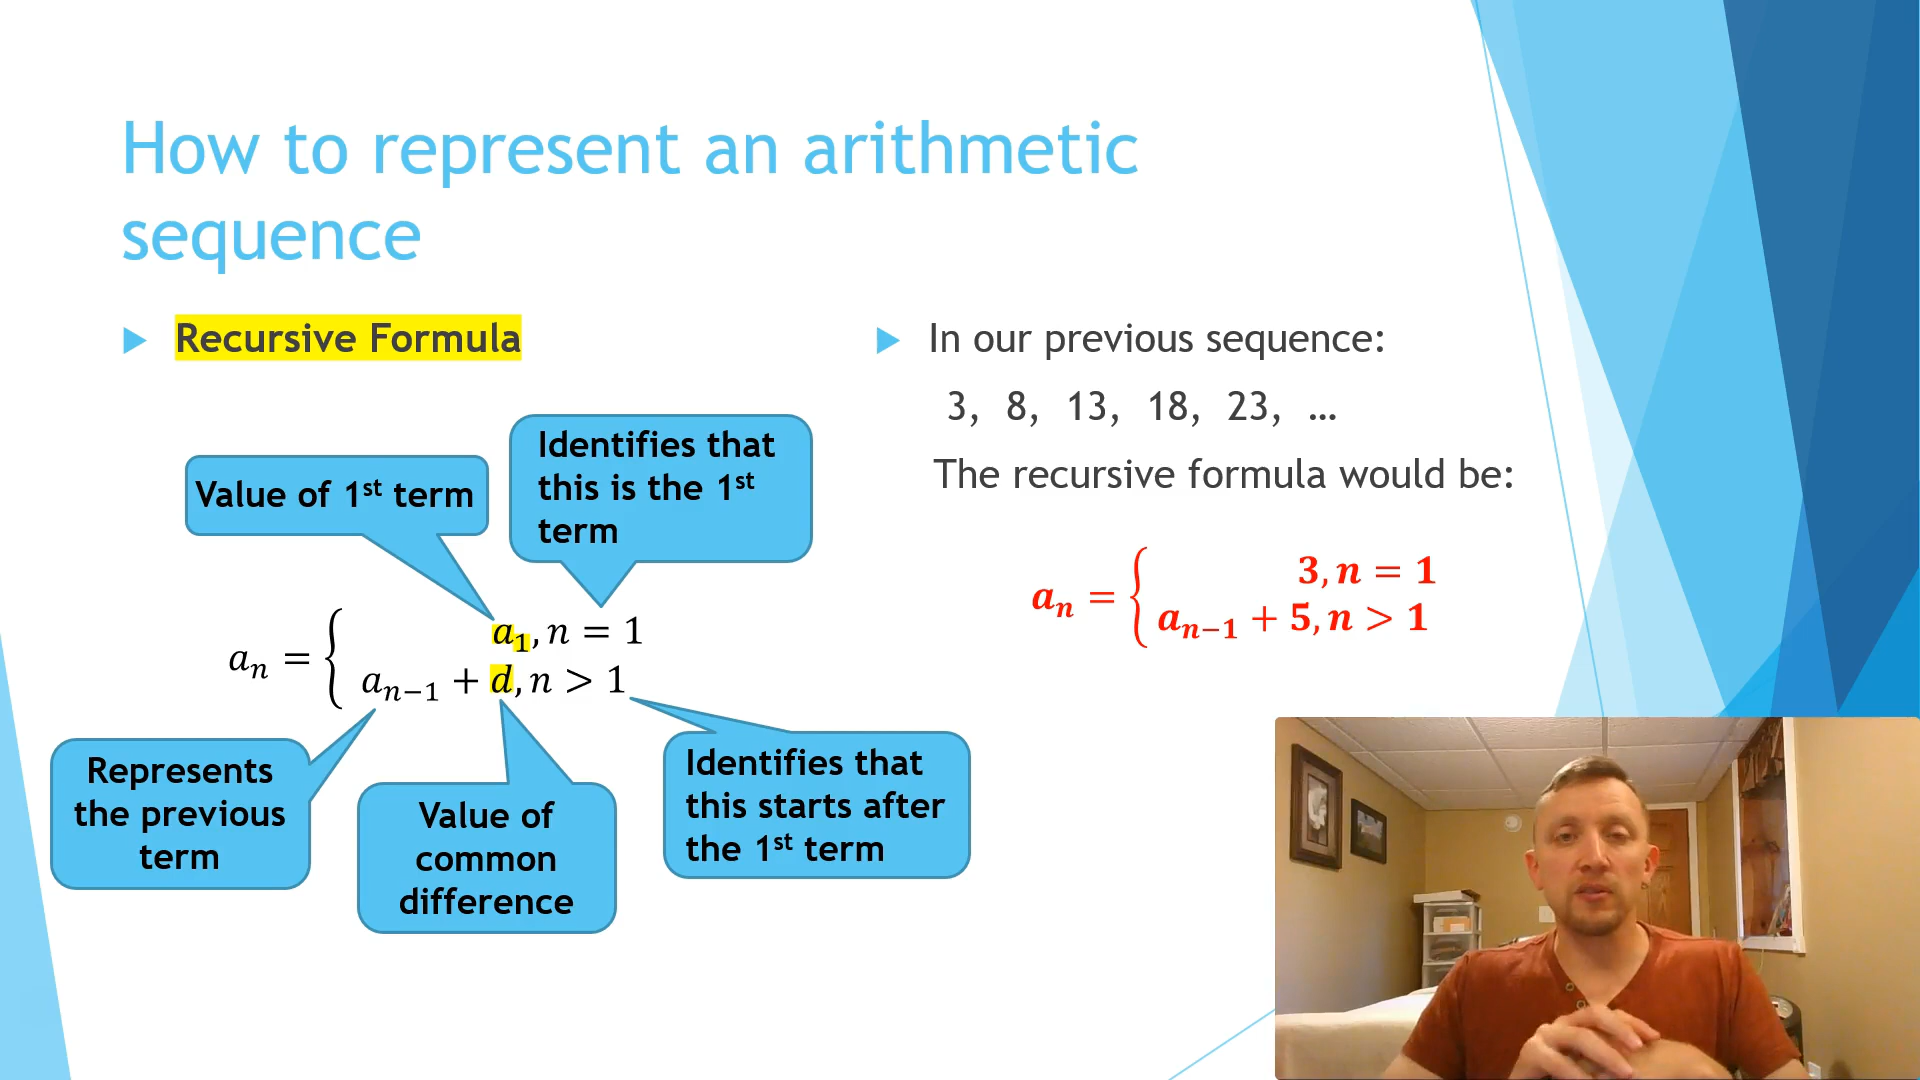 How to represent an arithmetic
sequence
Recursive Formula
Value of 1st term
Identifies that
this is the 1st
term
aₙ = { a₁, n = 1
aₙ₋₁ + d, n > 1
Represents
the previous
term
Value of
common
difference
Identifies that
this starts after
the 1st term
In our previous sequence:
3, 8, 13, 18, 23, ...
The recursive formula would be:
aₙ = { 3, n = 1
aₙ₋₁ + 5, n > 1